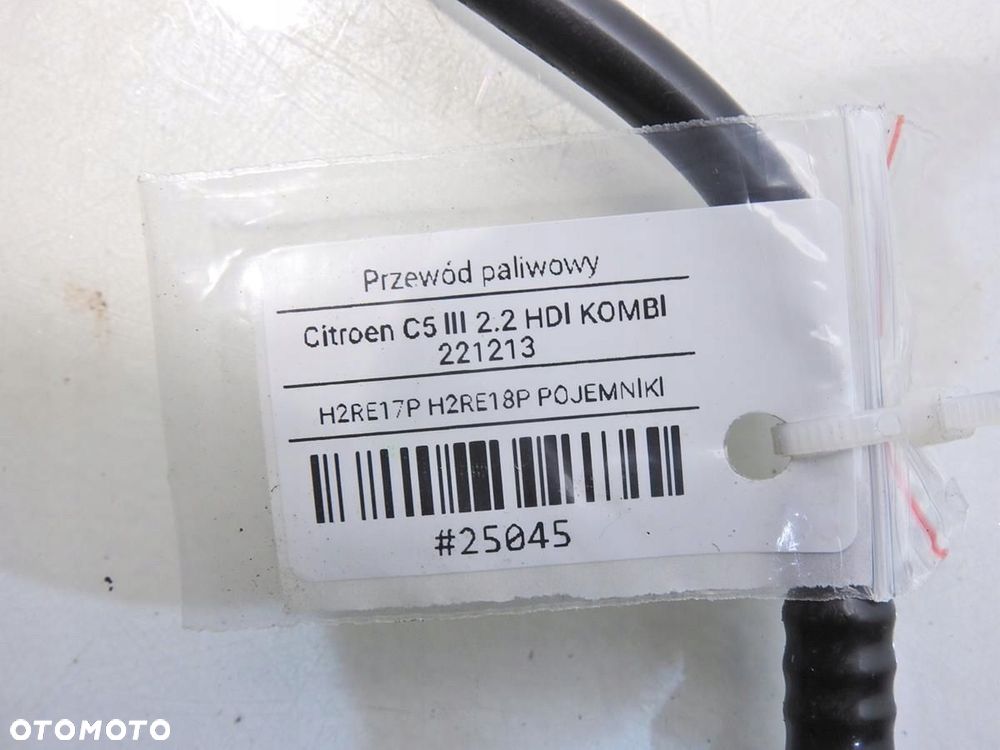 Przewód paliwowy
Citroen C5 III 2.2 HDI KOMBI
221213
H2RE17P H2RE18P POJEMNIKI
#25045
OTOMOTO